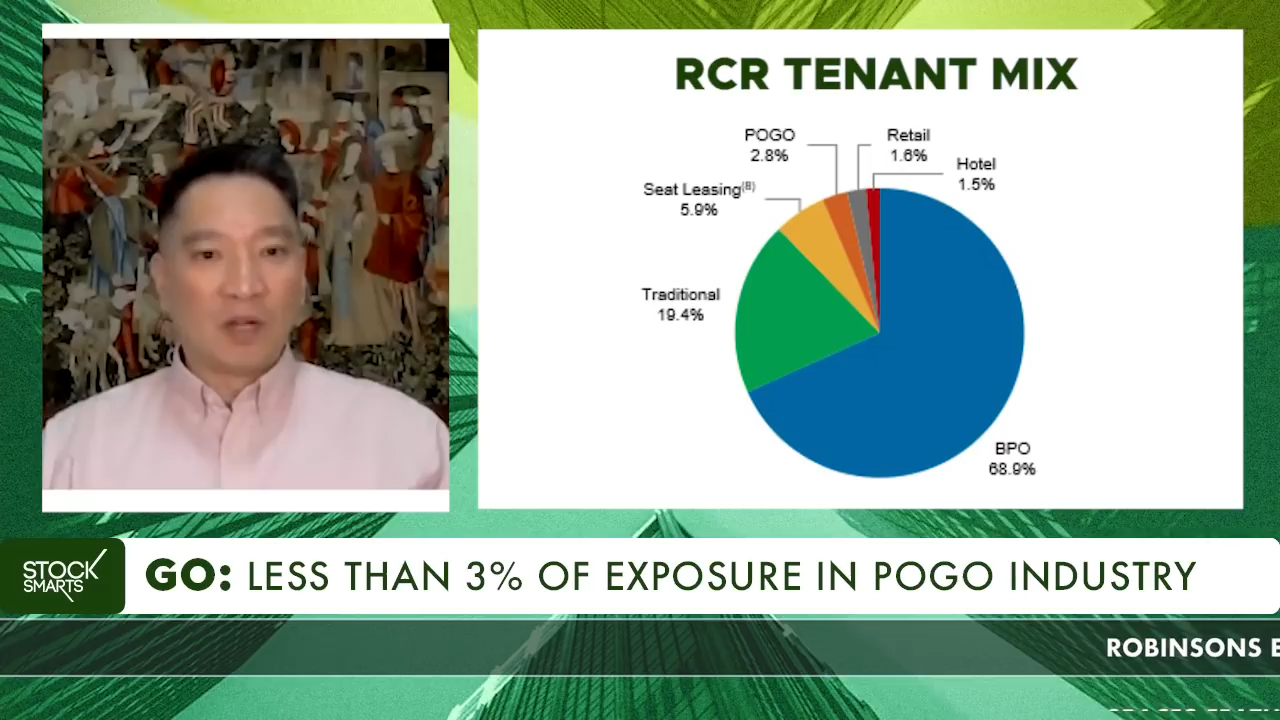 RCR TENANT MIX
POGO
2.8%
Retail
1.6%
Hotel
1.5%
Seat Leasing(8)
5.9%
Traditional
19.4%
BPO
68.9%
STOCK
SMARTS
GO: LESS THAN 3% OF EXPOSURE IN POGO INDUSTRY
ROBINSONS